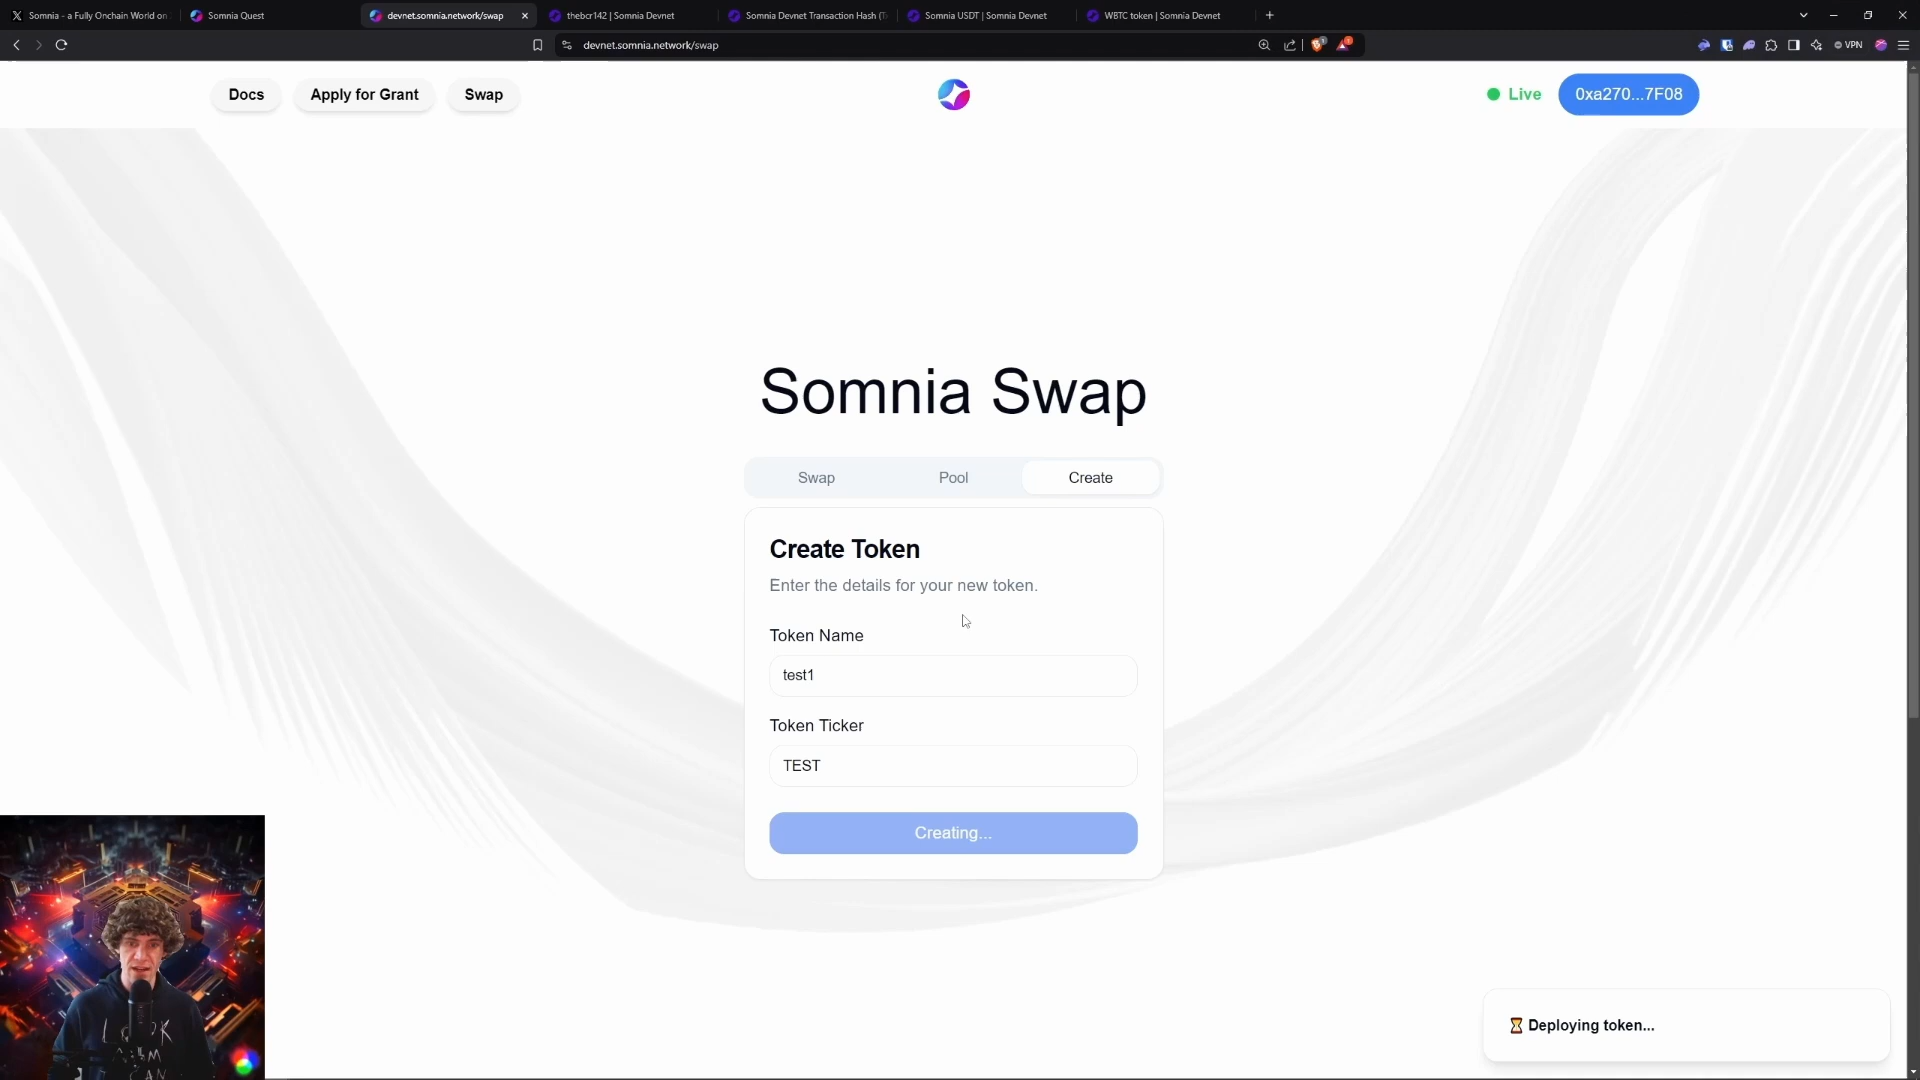 Somnia - a Fully Onchain World on
Somnia Quest
devnet.somnia.network/swap
thebcr142 | Somnia Devnet
Somnia Devnet Transaction Hash (T
Somnia USDT | Somnia Devnet
WBTC token | Somnia Devnet
devnet.somnia.network/swap
VPN
Docs
Apply for Grant
Swap
Live
0xa270...7F08
Somnia Swap
Swap
Pool
Create
Create Token
Enter the details for your new token.
Token Name
test1
Token Ticker
TEST
Creating...
Deploying token...